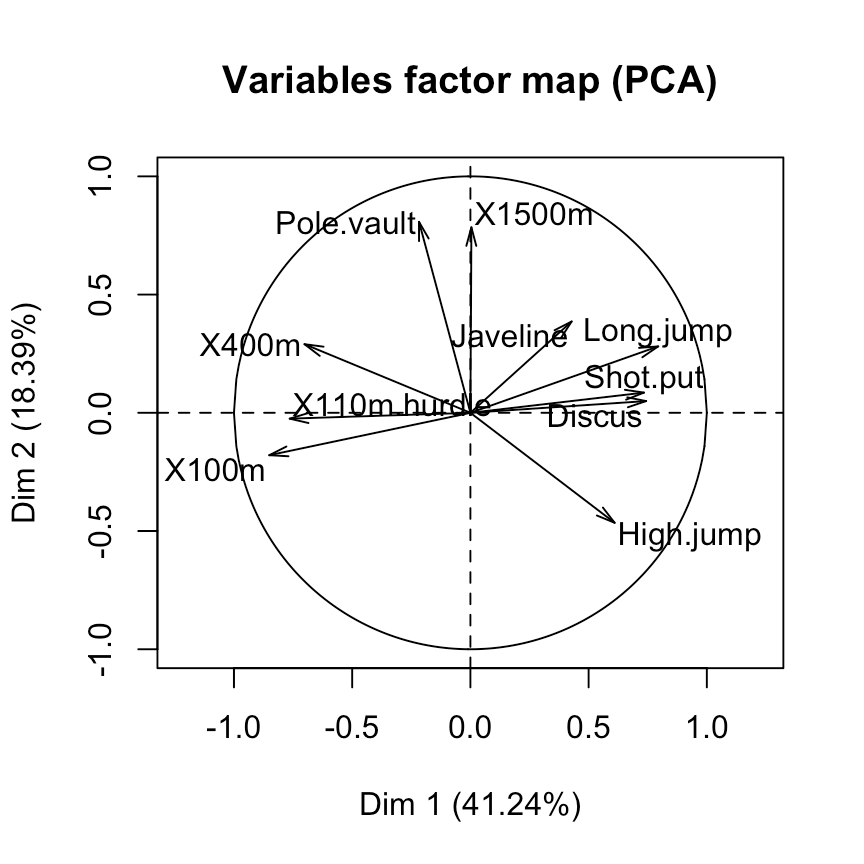 Variables factor map (PCA)
Dim 2 (18.39%)
1.0
0.5
0.0
-0.5
-1.0
Pole.vault
X1500m
X400m
Javeline
Long.jump
Shot.put
X110m.hurdle
Discus
X100m
High.jump
-1.0 -0.5 0.0 0.5 1.0
Dim 1 (41.24%)